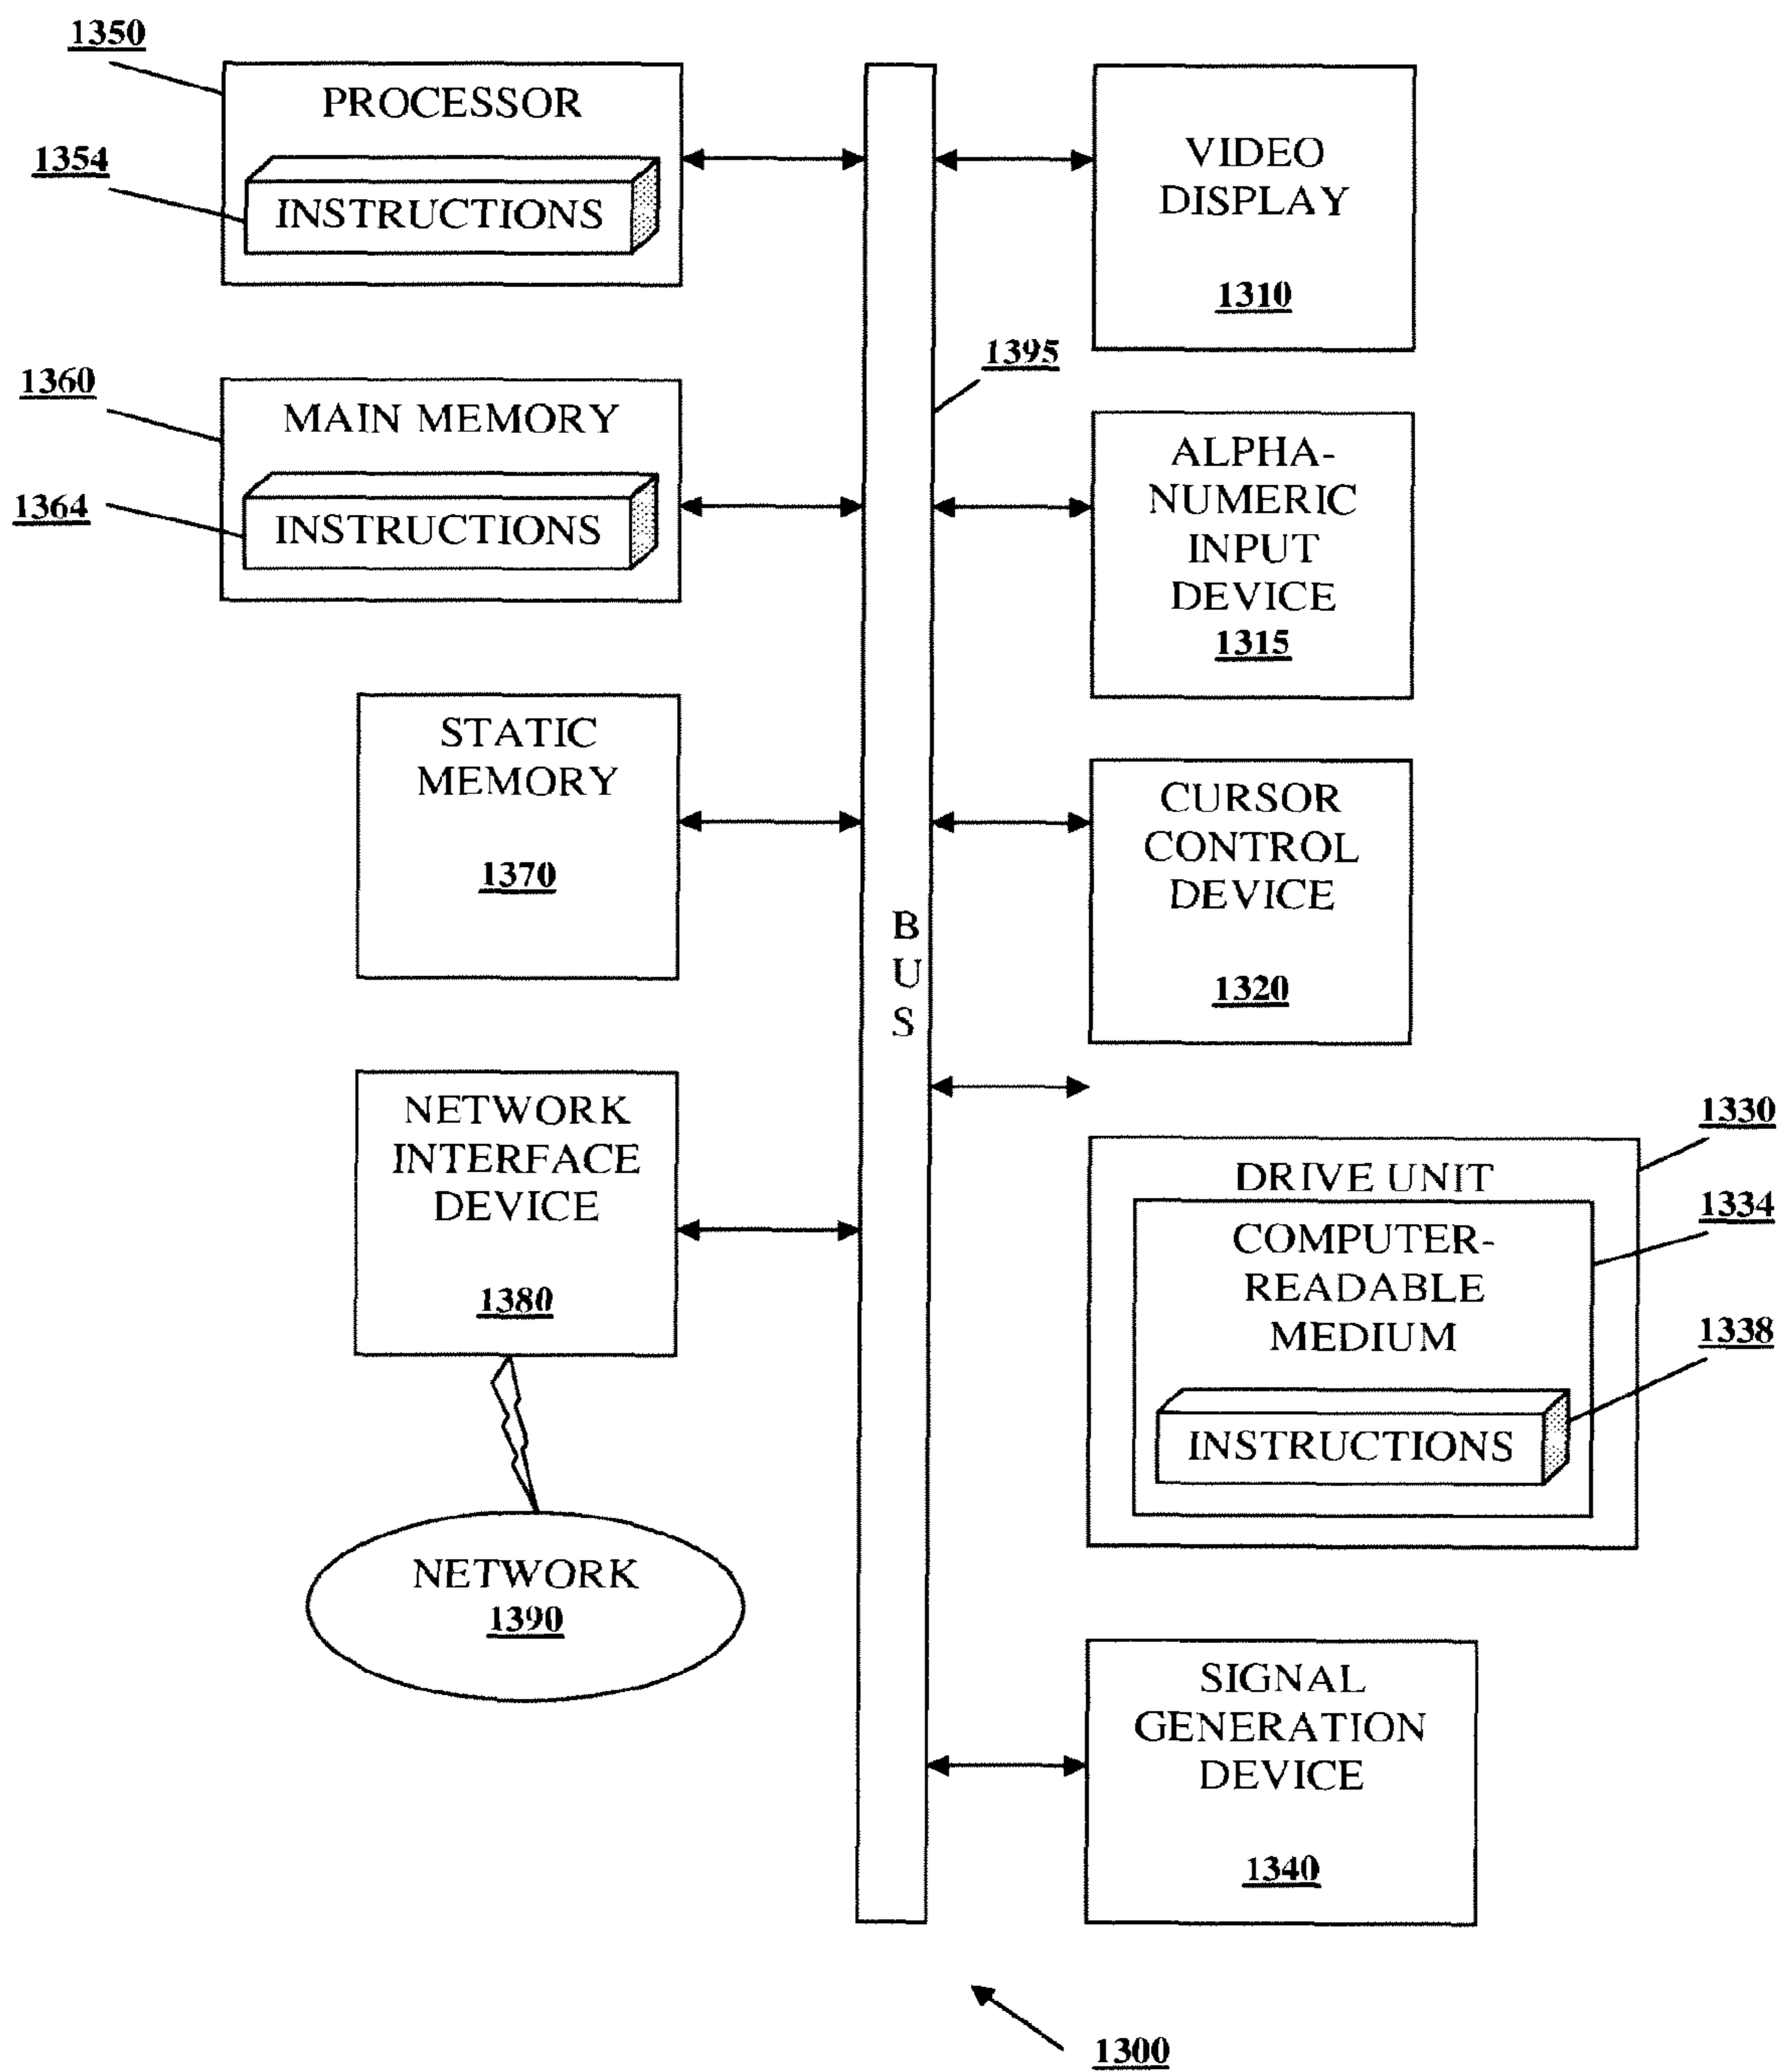 1350
PROCESSOR
1354
INSTRUCTIONS
1360
MAIN MEMORY
1364
INSTRUCTIONS
STATIC
MEMORY
1370
NETWORK
INTERFACE
DEVICE
1380
NETWORK
1390
B
U
S
1395
VIDEO
DISPLAY
1310
ALPHA-
NUMERIC
INPUT
DEVICE
1315
CURSOR
CONTROL
DEVICE
1320
1330
DRIVE UNIT
1334
COMPUTER-
READABLE
MEDIUM
1338
INSTRUCTIONS
SIGNAL
GENERATION
DEVICE
1340
1300